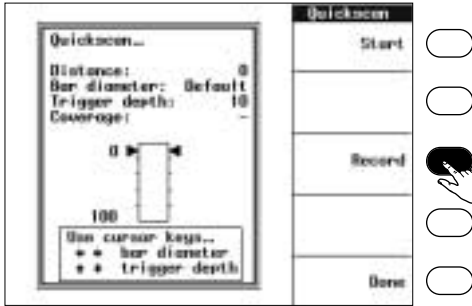 Quickscan
Quickscan...
Distance: 0
Bar diameter: Default
Trigger depth: 10
Coverage: -
0
100
Use cursor keys...
bar diameter
trigger depth
Start
Record
Done